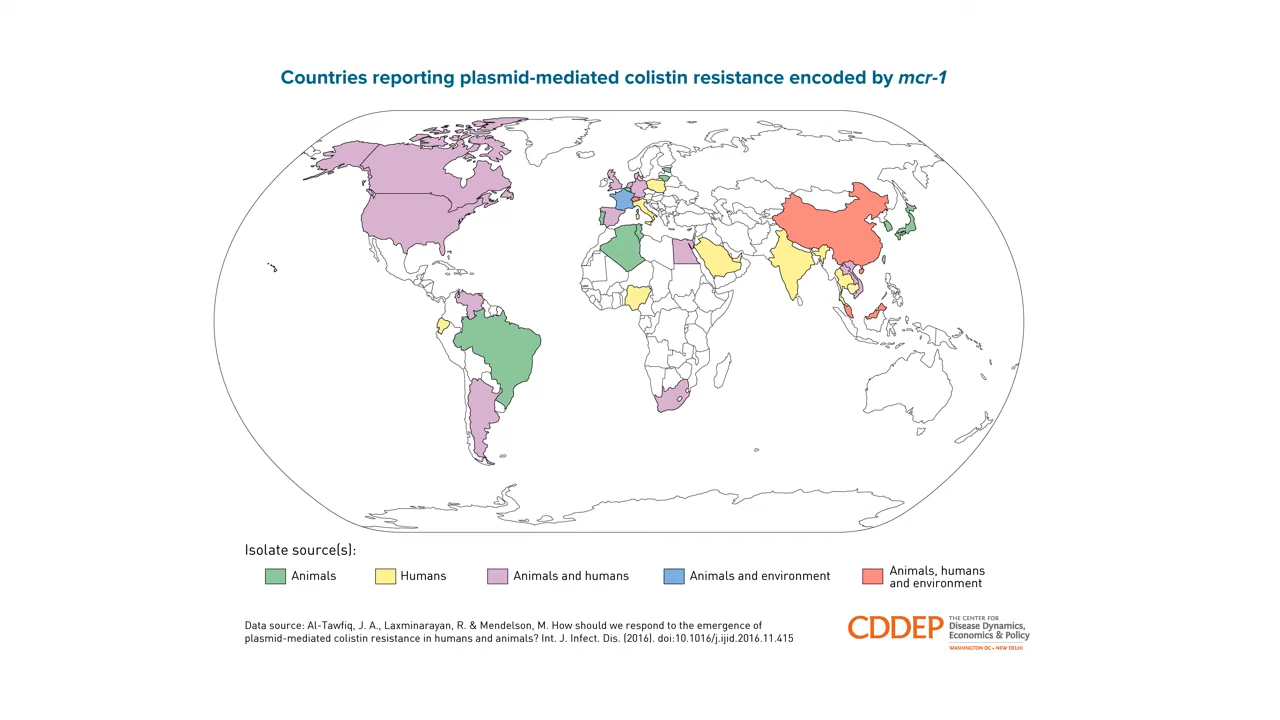 Countries reporting plasmid-mediated colistin resistance encoded by mcr-1
Isolate source(s):
Animals
Humans
Animals and humans
Animals and environment
Animals, humans
and environment
Data source: Al-Tawfiq, J. A., Laxminarayan, R. & Mendelson, M. How should we respond to the emergence of
plasmid-mediated colistin resistance in humans and animals? Int. J. Infect. Dis. (2016). doi:10.1016/j.ijid.2016.11.415
CDDEP
THE CENTER FOR
Disease Dynamics,
Economics & Policy
WASHINGTON DC • NEW DELHI